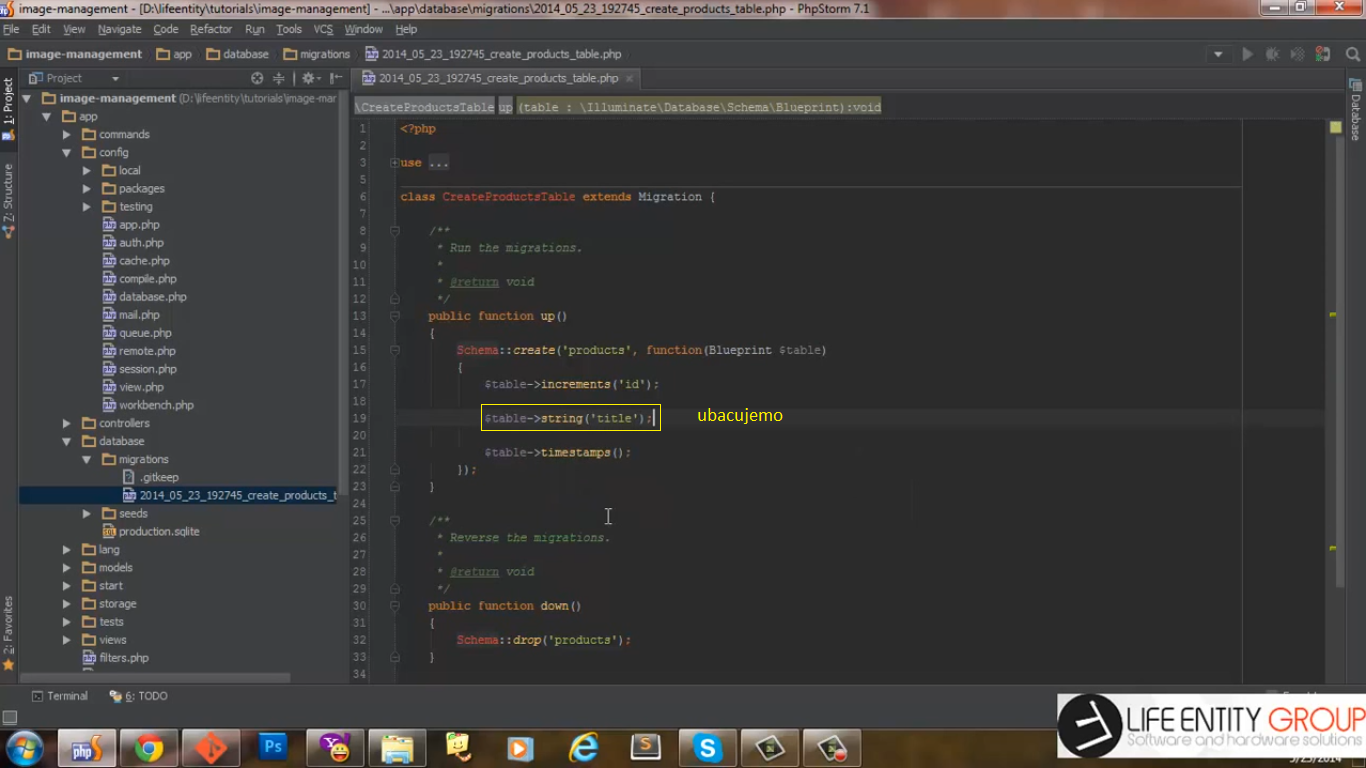 image-management - [D:\lifeentity\tutorials\image-management] - ...\app\database\migrations\2014_05_23_192745_create_products_table.php - PhpStorm 7.1
File Edit View Navigate Code Refactor Run Tools VCS Window Help
image-management app database migrations 2014_05_23_192745_create_products_table.php
Project 2014_05_23_192745_create_products_table.php
1: Project
Z: Structure
2: Favorites
Database
image-management (D:\lifeentity\tutorials\image-mar
app
commands
config
local
packages
testing
app.php
auth.php
cache.php
compile.php
database.php
mail.php
queue.php
remote.php
session.php
view.php
workbench.php
controllers
database
migrations
.gitkeep
2014_05_23_192745_create_products_t
seeds
production.sqlite
lang
models
start
storage
tests
views
filters.php
\CreateProductsTable up (table : \Illuminate\Database\Schema\Blueprint):void
1 <?php
2
3 use ...
5
6 class CreateProductsTable extends Migration {
7
8 /**
9 * Run the migrations.
10 *
11 * @return void
12 */
13 public function up()
14 {
15 Schema::create('products', function(Blueprint $table)
16 {
17 $table->increments('id');
18
19 $table->string('title'); ubacujemo
20
21 $table->timestamps();
22 });
23 }
24
25 /**
26 * Reverse the migrations.
27 *
28 * @return void
29 */
30 public function down()
31 {
32 Schema::drop('products');
33 }
34
Terminal 6: TODO
LIFE ENTITY GROUP
Software and hardware solutions
php
Ps
S